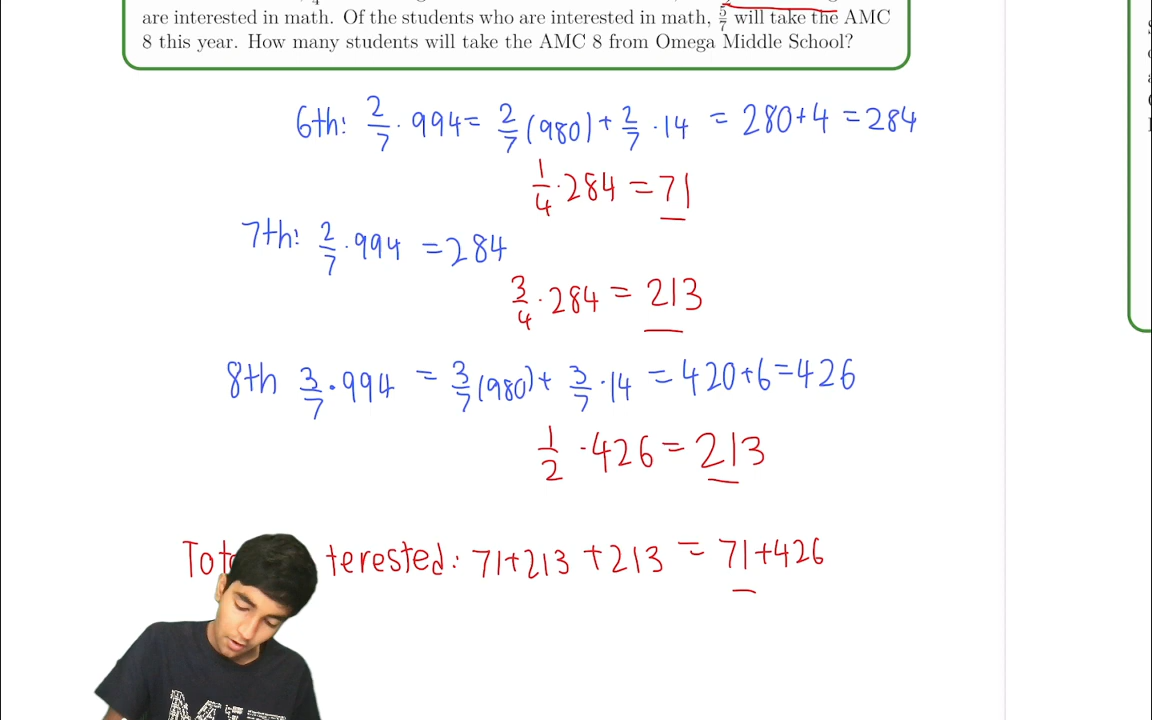 are interested in math. Of the students who are interested in math, 5/7 will take the AMC
8 this year. How many students will take the AMC 8 from Omega Middle School?
6th: 2/7 · 994 = 2/7 (980) + 2/7 · 14 = 280+4 = 284
1/4 · 284 = 71
7th: 2/7 · 994 = 284
3/4 · 284 = 213
8th 3/7 · 994 = 3/7 (980) + 3/7 · 14 = 420+6 = 426
1/2 · 426 = 213
Tot terested: 71+213+213 = 71+426